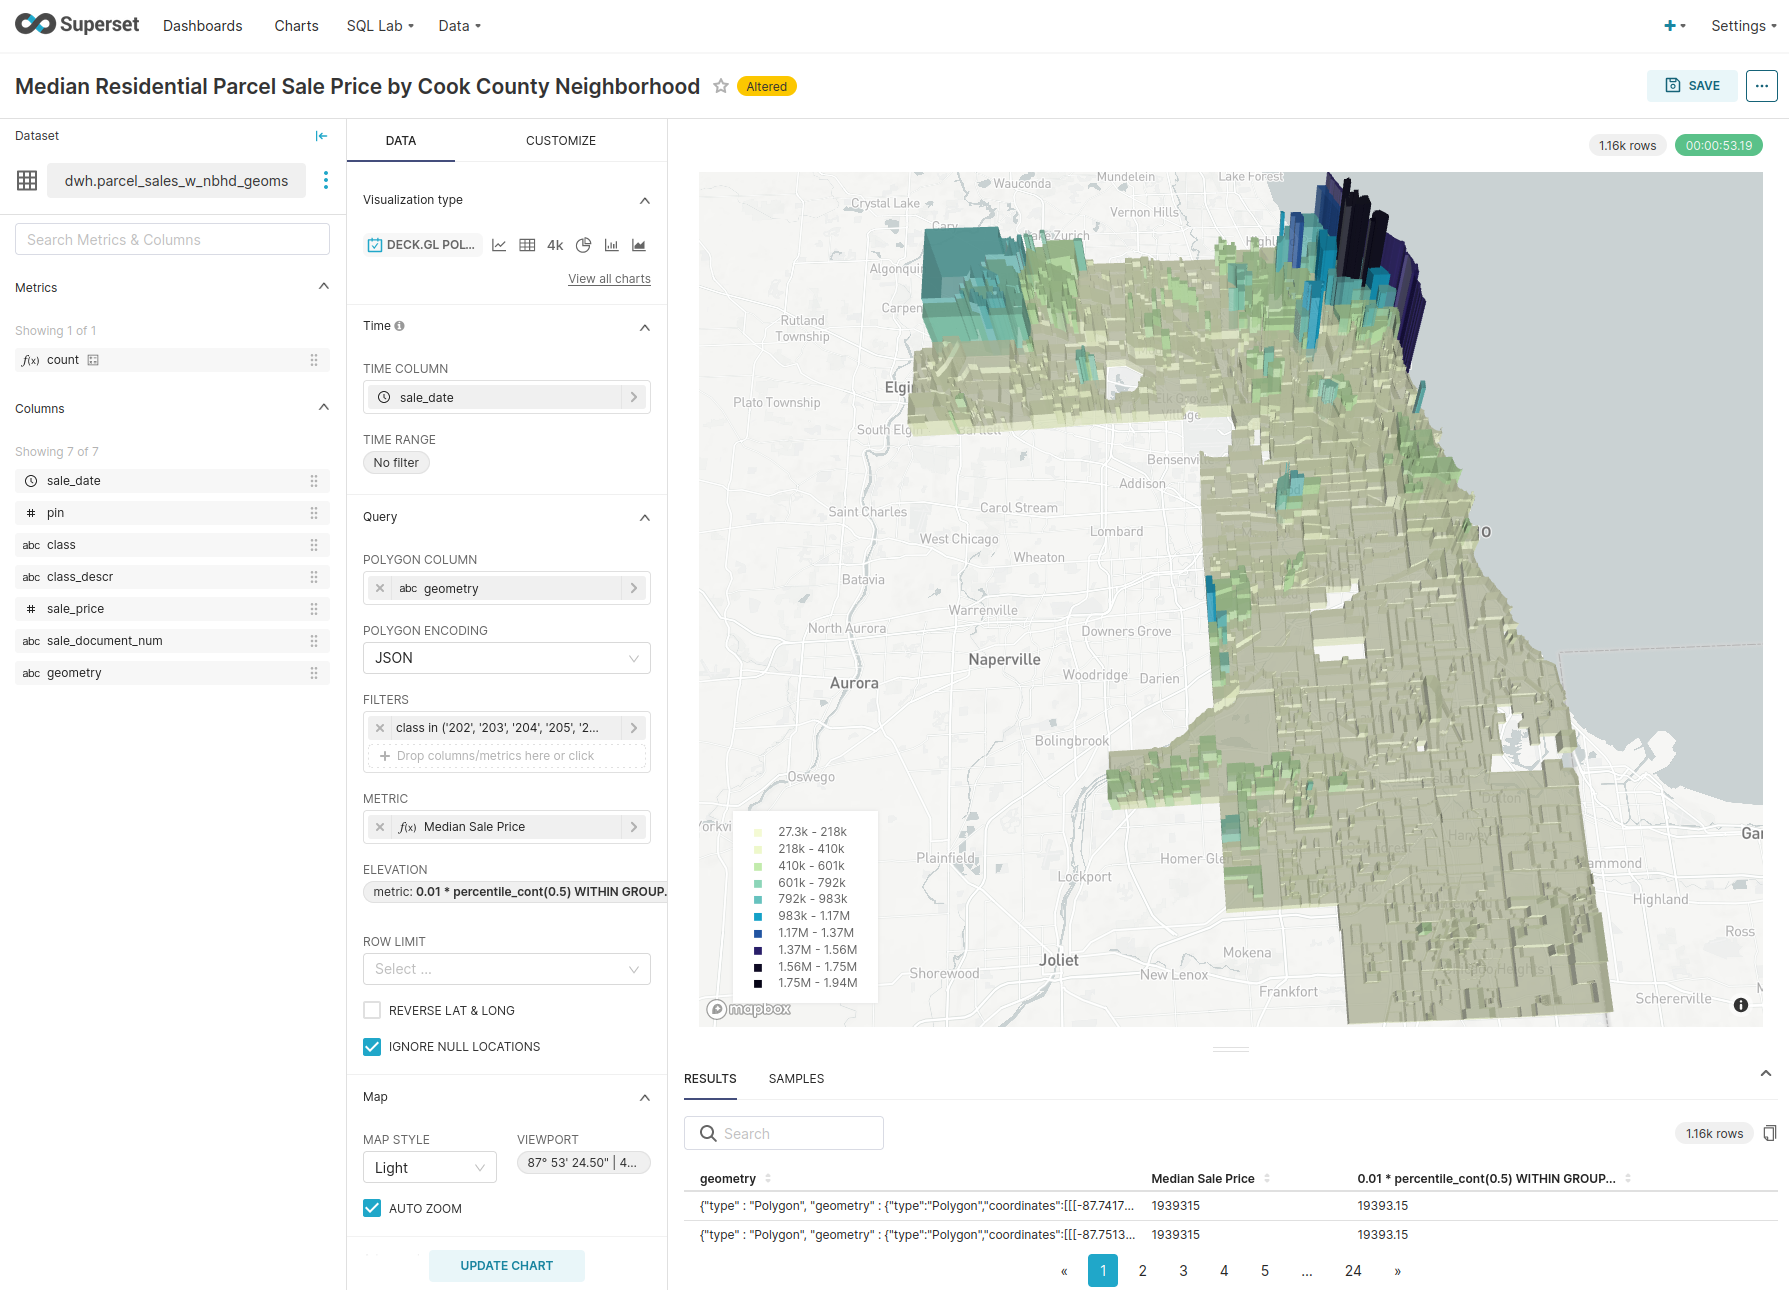 Superset
Dashboards
Charts
SQL Lab
Data
Settings
Median Residential Parcel Sale Price by Cook County Neighborhood
Altered
SAVE
Dataset
dwh.parcel_sales_w_nbhd_geoms
Search Metrics & Columns
Metrics
Showing 1 of 1
f(x) count
Columns
Showing 7 of 7
sale_date
# pin
abc class
abc class_descr
# sale_price
abc sale_document_num
abc geometry
DATA
CUSTOMIZE
Visualization type
DECK.GL POL...
4k
View all charts
Time
TIME COLUMN
sale_date
TIME RANGE
No filter
Query
POLYGON COLUMN
abc geometry
POLYGON ENCODING
JSON
FILTERS
class in ('202', '203', '204', '205', '2...
+ Drop columns/metrics here or click
METRIC
f(x) Median Sale Price
ELEVATION
metric: 0.01 * percentile_cont(0.5) WITHIN GROUP.
ROW LIMIT
Select ...
REVERSE LAT & LONG
IGNORE NULL LOCATIONS
Map
MAP STYLE
VIEWPORT
Light
87° 53' 24.50" | 4...
AUTO ZOOM
UPDATE CHART
1.16k rows
00:00:53.19
Wauconda
Mundelein
Lake Forest
Crystal Lake
Vernon Hills
Cary
Lake Zurich
Highl
Algonquin
Carpen
Rutland
Township
Elgi
Plato Township
South Elg
Bartlett
Elk Grove
Village
Bensenvi
Addison
Saint Charles
Carol Stream
Lombard
West Chicago
Wheaton
Batavia
Warrenville
North Aurora
Downers Grove
Naperville
Woodridge
Darien
Aurora
Bolingbrook
Oswego
Plainfield
Homer Gle
Lockport
Gar
ammond
Highland
Ross
Mokena
Joliet
Shorewood
New Lenox
Frankfort
Schererville
27.3k - 218k
218k - 410k
410k - 601k
601k - 792k
792k - 983k
983k - 1.17M
1.17M - 1.37M
1.37M - 1.56M
1.56M - 1.75M
1.75M - 1.94M
mapbox
RESULTS
SAMPLES
Search
1.16k rows
geometry
Median Sale Price
0.01 * percentile_cont(0.5) WITHIN GROUP...
{"type" : "Polygon", "geometry" : {"type":"Polygon","coordinates":[[[-87.7417...
1939315
19393.15
{"type" : "Polygon", "geometry" : {"type":"Polygon","coordinates":[[[-87.7513...
1939315
19393.15
« 1 2 3 4 5 ... 24 »